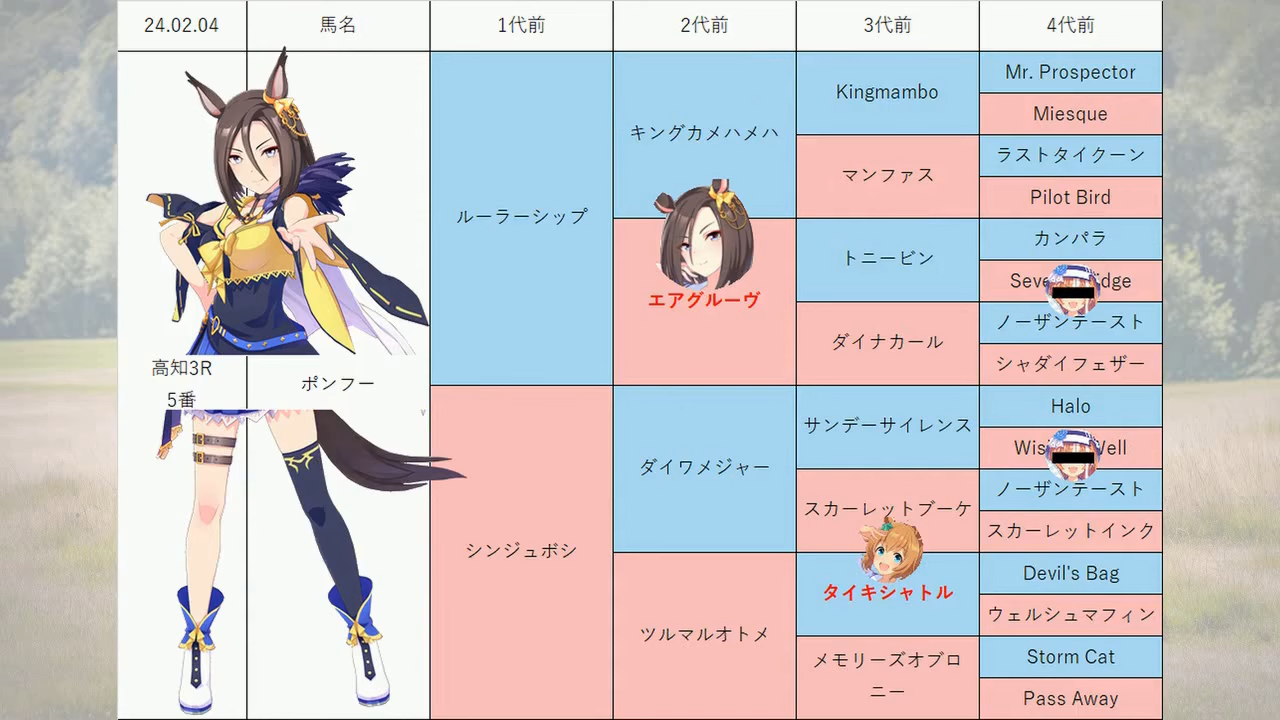 24.02.04
馬名
1代前
2代前
3代前
4代前
高知3R
5番
ポンフー
ルーラーシップ
シンジュボシ
キングカメハメハ
エアグルーヴ
ダイワメジャー
ツルマルオトメ
Kingmambo
マンファス
トニービン
ダイナカール
サンデーサイレンス
スカーレットブーケ
タイキシャトル
メモリーズオブロ
ニー
Mr. Prospector
Miesque
ラストタイクーン
Pilot Bird
カンパラ
ノーザンテースト
シャダイフェザー
Halo
ノーザンテースト
スカーレットインク
Devil's Bag
ウェルシュマフィン
Storm Cat
Pass Away